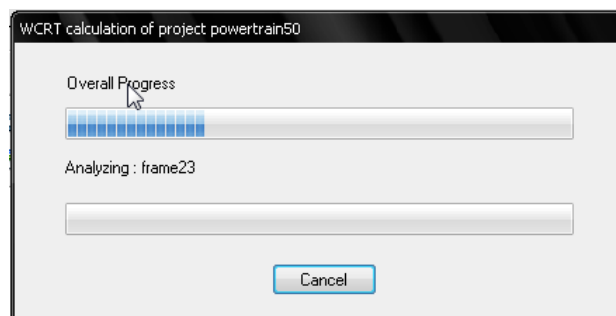 WCRT calculation of project powertrain50
Overall Progress
Analyzing : frame23
Cancel